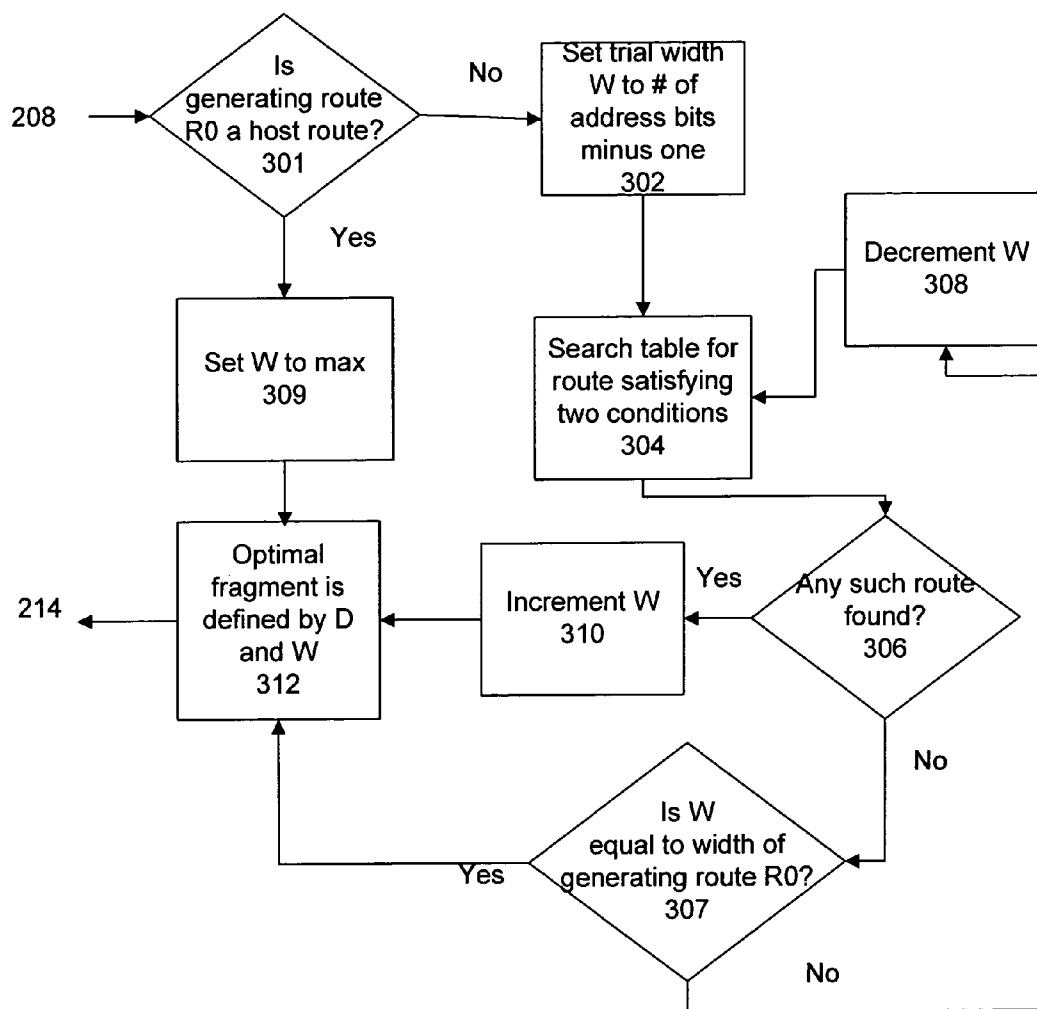 208
Is
generating route
R0 a host route?
301
No
Set trial width
W to # of
address bits
minus one
302
Yes
Decrement W
308
Set W to max
309
Search table for
route satisfying
two conditions
304
Optimal
fragment is
defined by D
and W
312
214
Increment W
310
Yes
Any such route
found?
306
No
Is W
equal to width of
generating route R0?
307
Yes
No